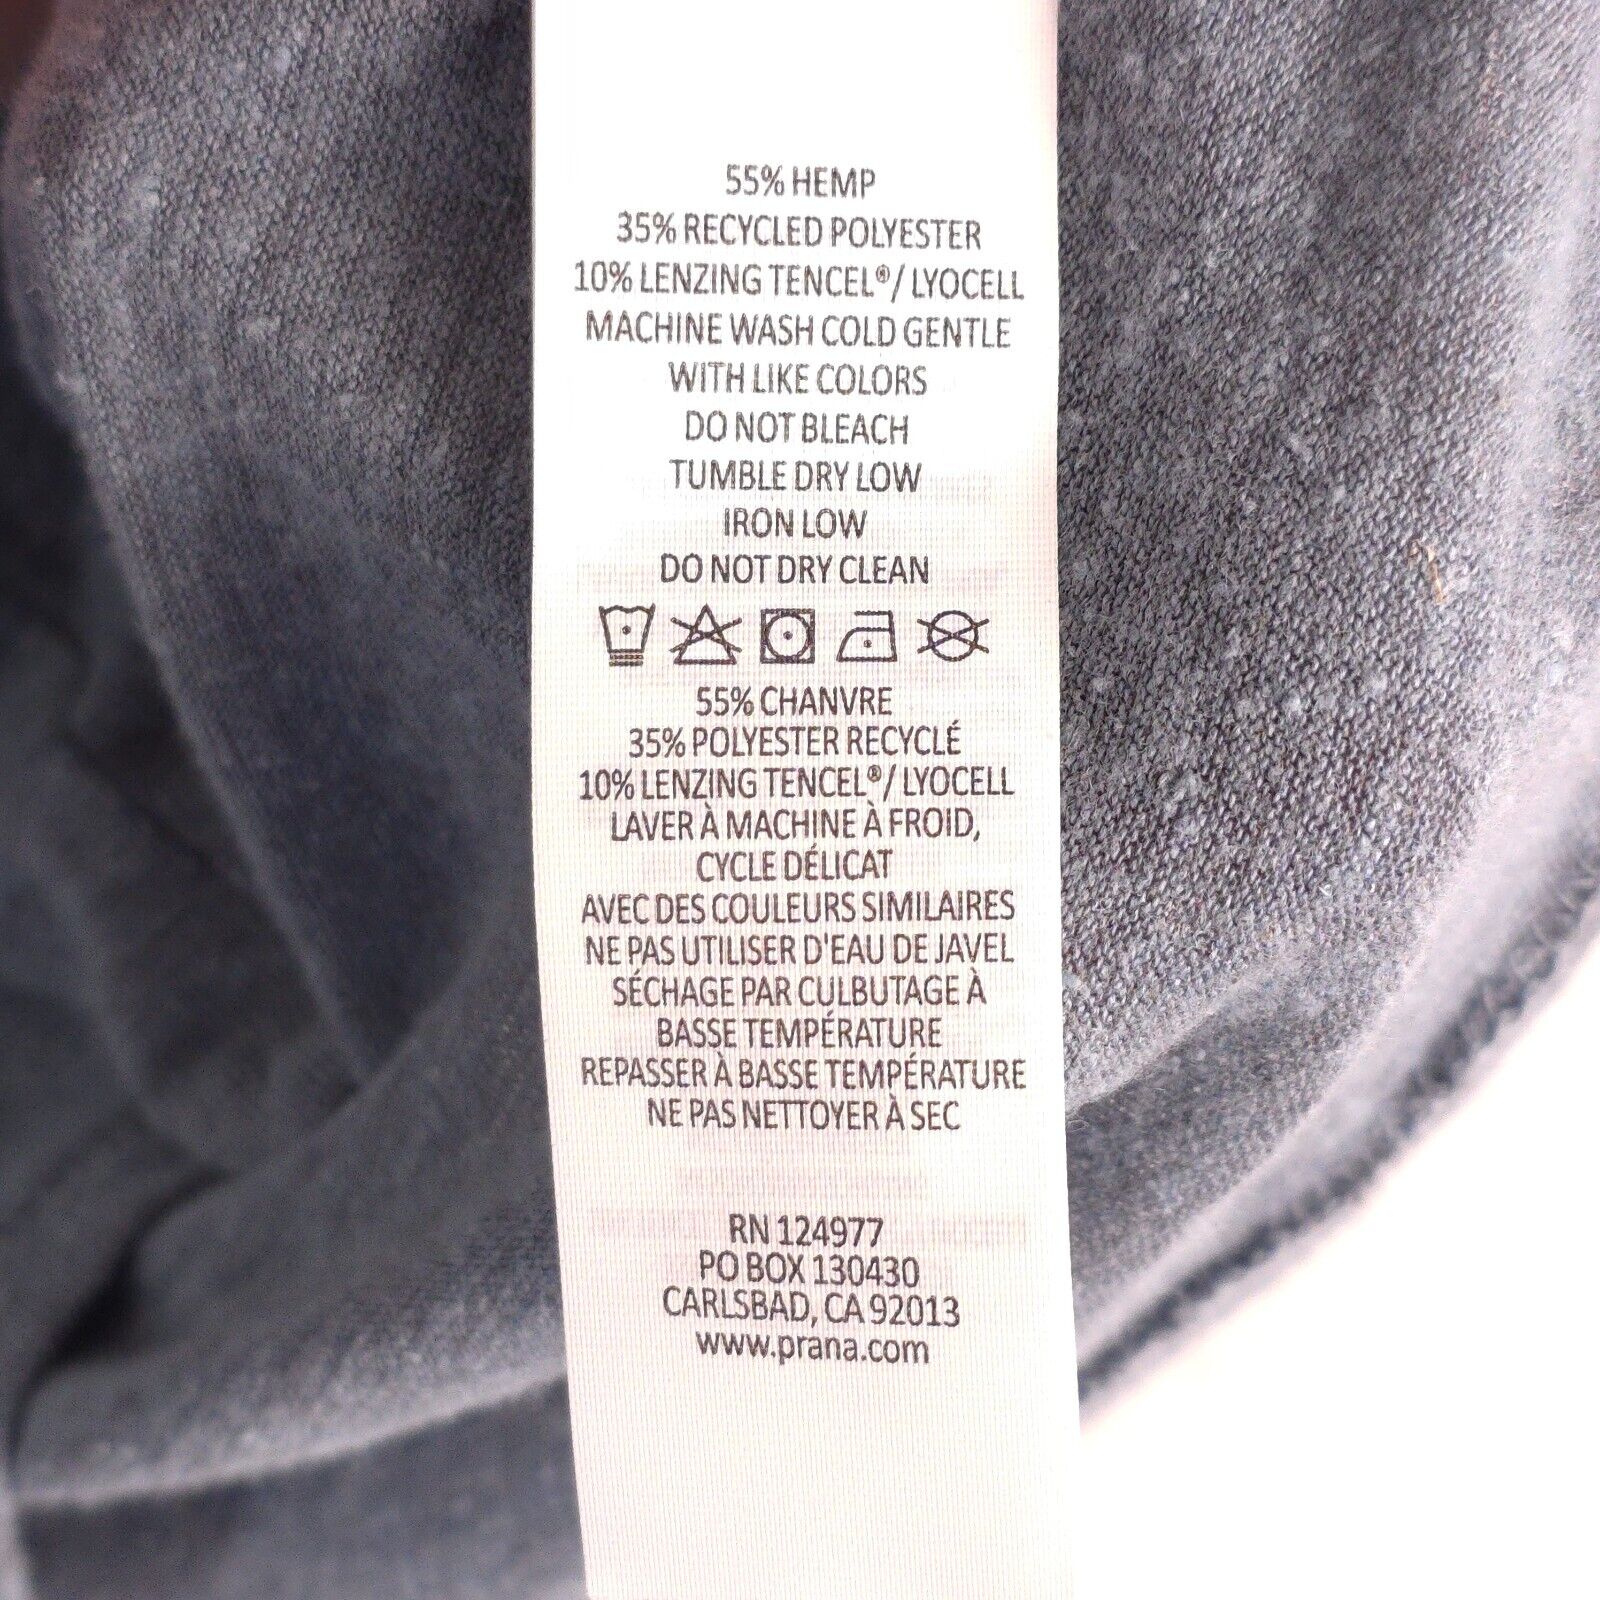 55% HEMP
35% RECYCLED POLYESTER
10% LENZING TENCEL®/ LYOCELL
MACHINE WASH COLD GENTLE
WITH LIKE COLORS
DO NOT BLEACH
TUMBLE DRY LOW
IRON LOW
DO NOT DRY CLEAN
55% CHANVRE
35% POLYESTER RECYCLÉ
10% LENZING TENCEL®/ LYOCELL
LAVER À MACHINE À FROID,
CYCLE DÉLICAT
AVEC DES COULEURS SIMILAIRES
NE PAS UTILISER D'EAU DE JAVEL
SÉCHAGE PAR CULBUTAGE À
BASSE TEMPÉRATURE
REPASSER À BASSE TEMPÉRATURE
NE PAS NETTOYER À SEC
RN 124977
PO BOX 130430
CARLSBAD, CA 92013
www.prana.com